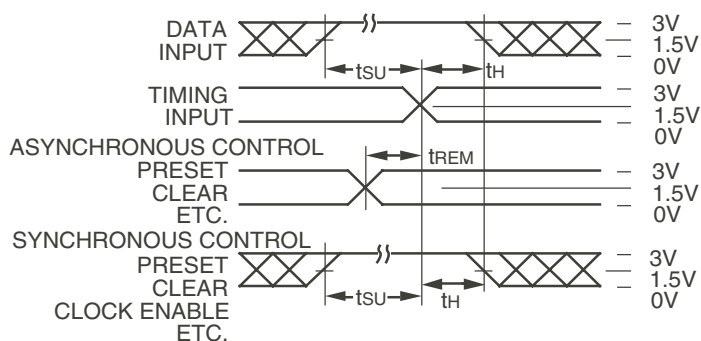 DATA
INPUT
3V
1.5V
0V
tSU
tH
TIMING
INPUT
3V
1.5V
0V
ASYNCHRONOUS CONTROL
PRESET
CLEAR
ETC.
tREM
3V
1.5V
0V
SYNCHRONOUS CONTROL
PRESET
CLEAR
CLOCK ENABLE
ETC.
tSU
tH
3V
1.5V
0V